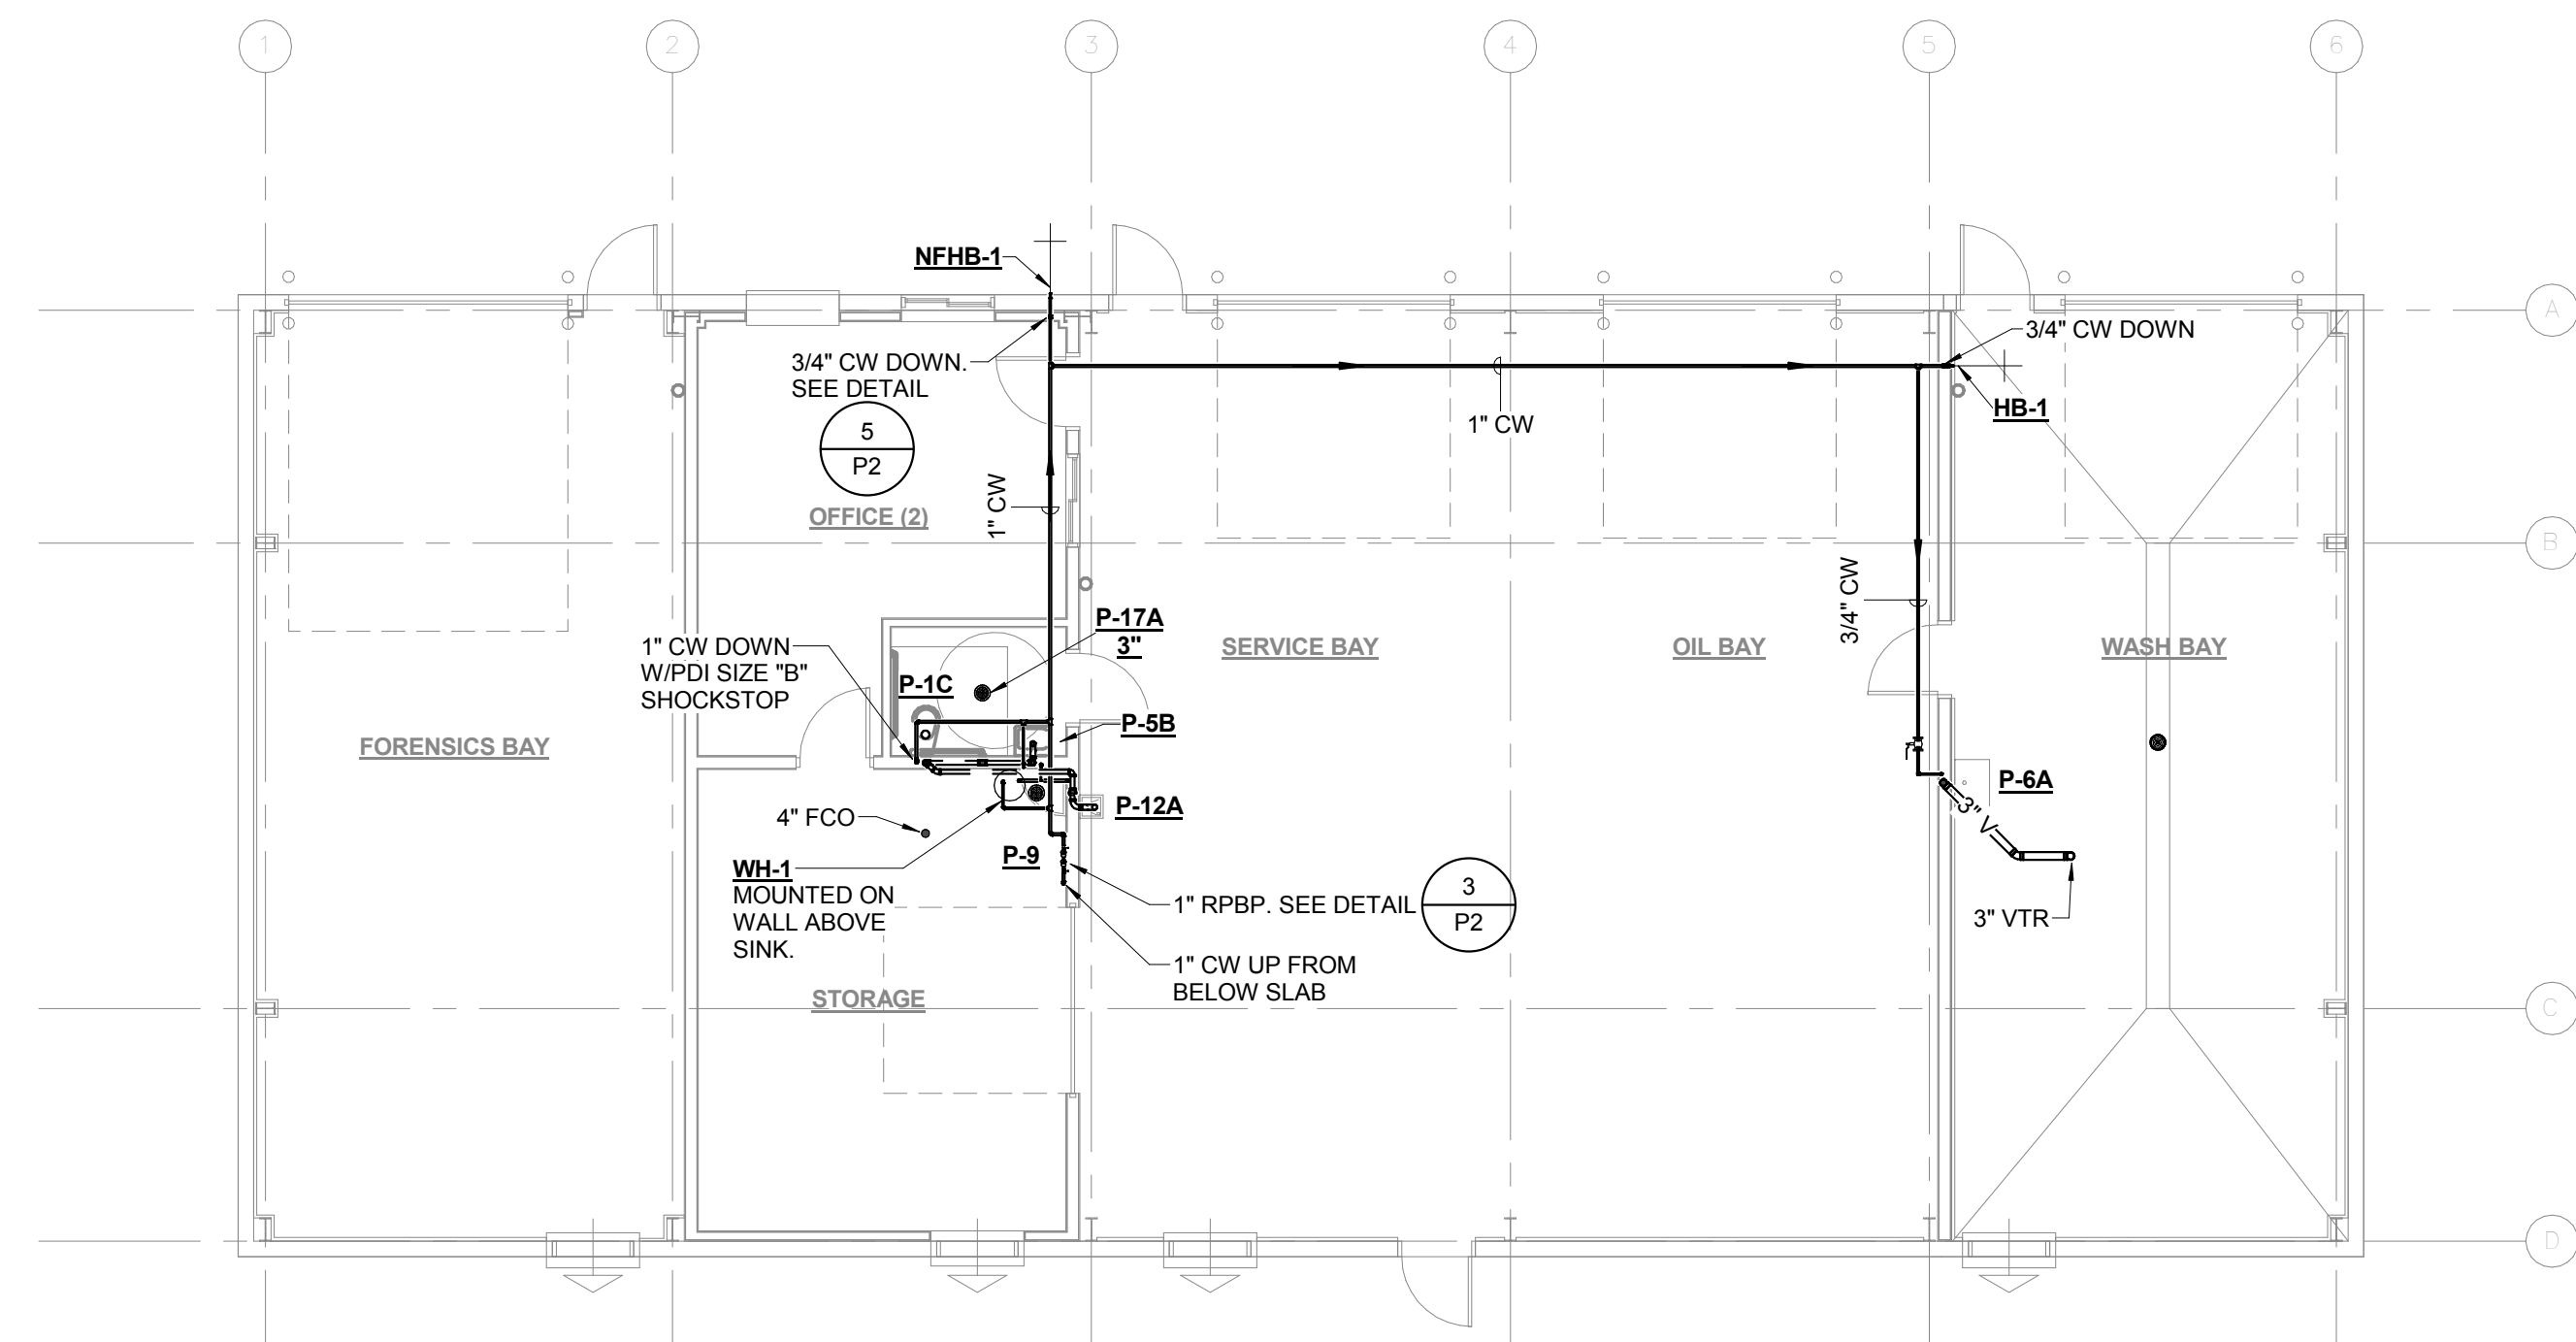 1
2
3
4
5
6
NFHB-1
A
3/4" CW DOWN
3/4" CW DOWN.
SEE DETAIL
5
P2
HB-1
1" CW
1" CW
OFFICE (2)
B
3/4" CW
P-17A
3"
1" CW DOWN
W/PDI SIZE "B"
SHOCKSTOP
SERVICE BAY
OIL BAY
WASH BAY
P-1C
P-5B
FORENSICS BAY
P-6A
3" V
P-12A
4" FCO
P-9
WH-1
MOUNTED ON
WALL ABOVE
SINK.
1" RPBP. SEE DETAIL
3
P2
3" VTR
1" CW UP FROM
BELOW SLAB
STORAGE
C
D